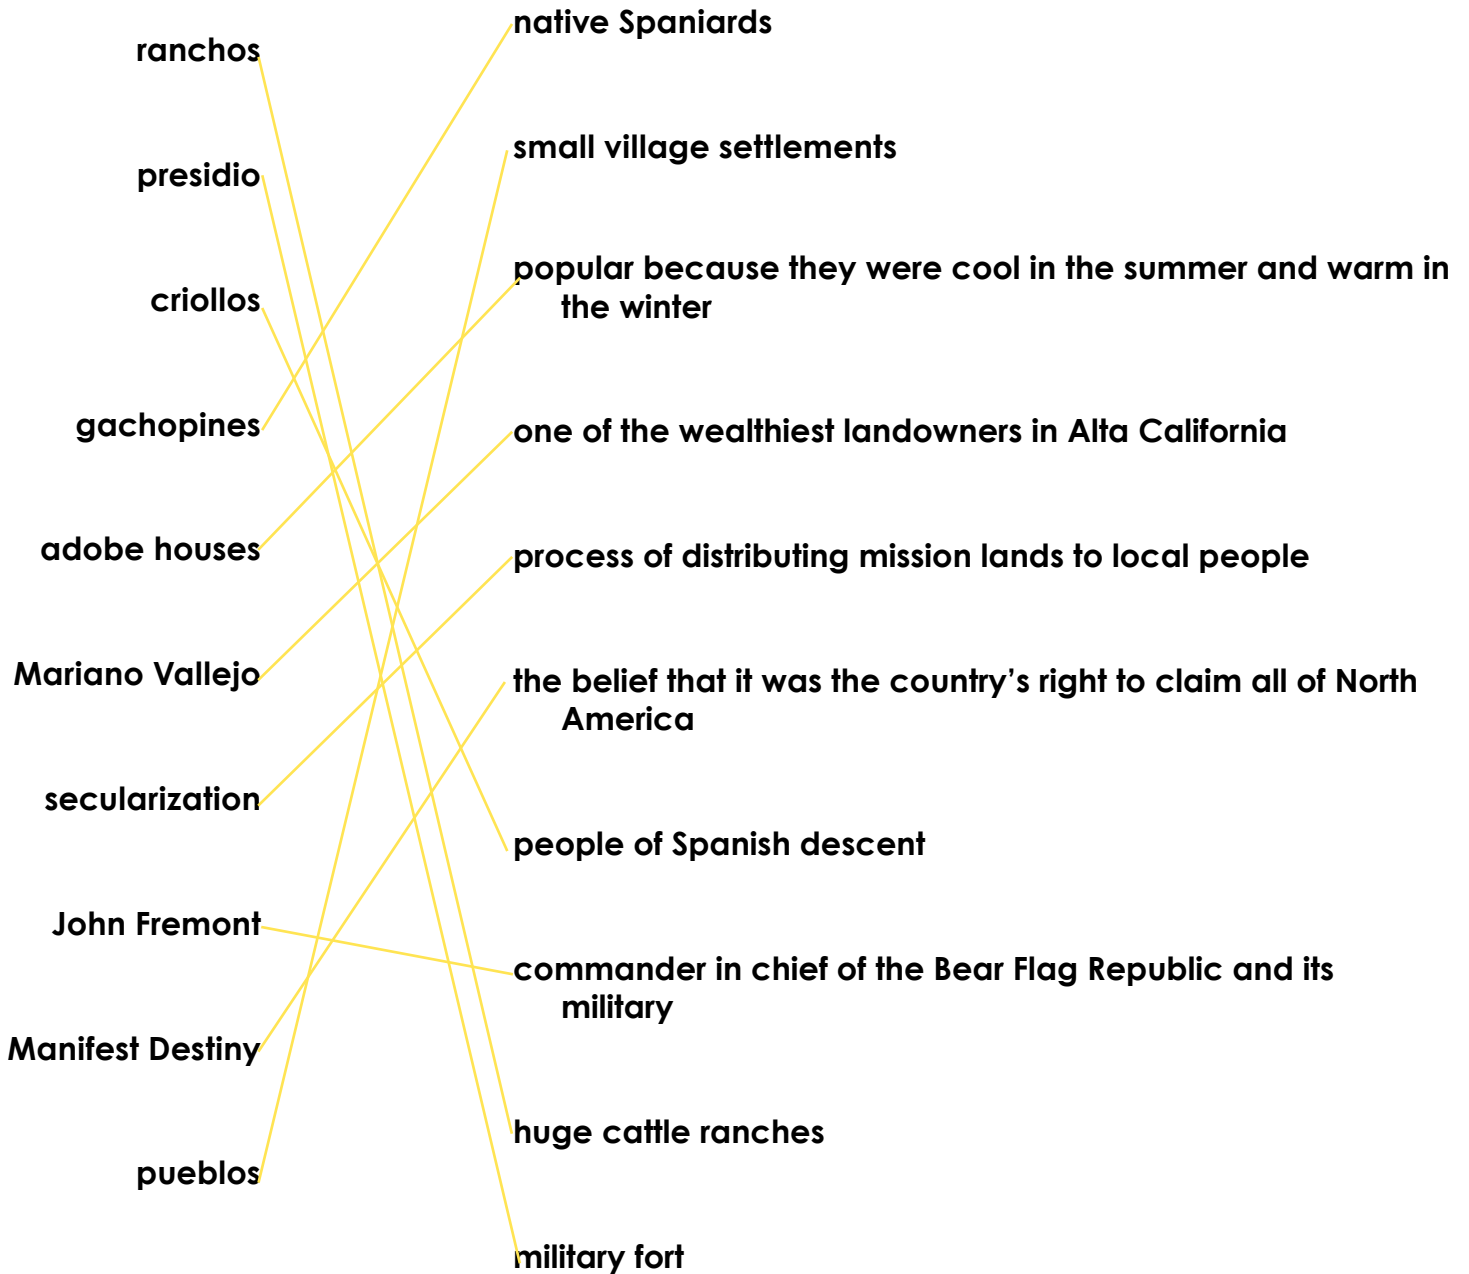 ranchos
presidio
criollos
gachopines
adobe houses
Mariano Vallejo
secularization
John Fremont
Manifest Destiny
pueblos
native Spaniards
small village settlements
popular because they were cool in the summer and warm in
the winter
one of the wealthiest landowners in Alta California
process of distributing mission lands to local people
the belief that it was the country’s right to claim all of North
America
people of Spanish descent
commander in chief of the Bear Flag Republic and its
military
huge cattle ranches
military fort